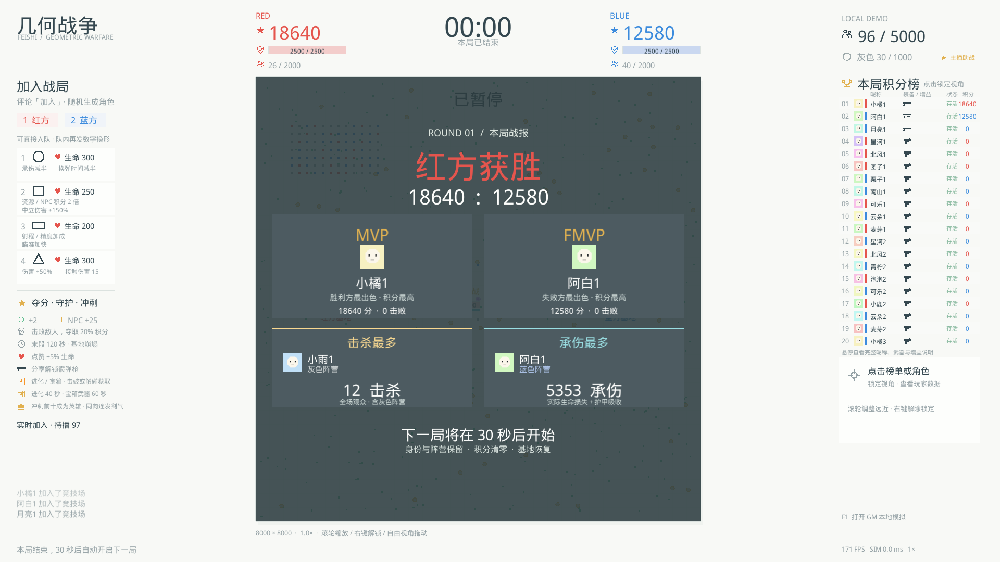 几何战争
FEISHI / GEOMETRIC WARFARE
RED
18640
2500 / 2500
26 / 2000
00:00
本局已结束
BLUE
12580
2500 / 2500
40 / 2000
LOCAL DEMO
96 / 5000
灰色 30 / 1000
主播助战
加入战局
评论「加入」· 随机生成角色
1 红方
2 蓝方
可直接入队 · 队内再发数字换形
1 生命 300
承伤减半 换弹时间减半
2 生命 250
资源 / NPC 积分 2 倍
中立伤害 +150%
3 生命 200
射程 / 精度加成
瞄准加快
4 生命 300
伤害 +50% 接触伤害 15
夺分 · 守护 · 冲刺
+2 NPC +25
击败敌人，夺取 20% 积分
末段 120 秒 · 基地崩塌
点赞 +5% 生命
分享解锁霰弹枪
进化 / 宝箱 · 击破或触碰获取
进化 40 秒 · 宝箱武器 60 秒
冲刺前十成为英雄 · 同向连发剑气
实时加入 · 待播 97
小橘1 加入了竞技场
阿白1 加入了竞技场
月亮1 加入了竞技场
已暂停
ROUND 01 / 本局战报
红方获胜
18640 : 12580
MVP
小橘1
胜利方最出色 · 积分最高
18640 分 · 0 击败
FMVP
阿白1
失败方最出色 · 积分最高
12580 分 · 0 击败
击杀最多
小雨1
灰色阵营
12 击杀
全场观众 · 含灰色阵营
承伤最多
阿白1
蓝色阵营
5353 承伤
实际生命损失 + 护甲吸收
下一局将在 30 秒后开始
身份与阵营保留 · 积分清零 · 基地恢复
8000 × 8000 · 1.0× · 滚轮缩放 / 右键解锁 / 自由视角拖动
本局积分榜 点击锁定视角
昵称 装备 / 增益 状态 积分
01 小橘1 存活 18640
02 阿白1 存活 12580
03 月亮1 存活 0
04 星河1 存活 0
05 北风1 存活 0
06 团子1 存活 0
07 栗子1 存活 0
08 南山1 存活 0
09 可乐1 存活 0
10 云朵1 存活 0
11 麦芽1 存活 0
12 星河2 存活 0
13 北风2 存活 0
14 青柠2 存活 0
15 泡泡2 存活 0
16 可乐2 存活 0
17 小鹿2 存活 0
18 云朵2 存活 0
19 麦芽2 存活 0
20 小橘3 存活 0
悬停查看完整昵称、武器与增益说明
点击榜单或角色
锁定视角 · 查看玩家数据
滚轮调整远近 · 右键解除锁定
F1 打开 GM 本地模拟
本局结束，30 秒后自动开启下一局
171 FPS SIM 0.0 ms 1×